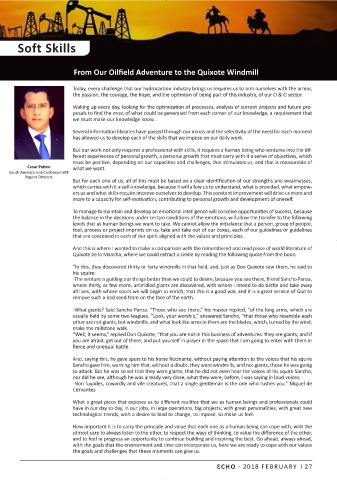 Soft Skills
From Our Oilfield Adventure to the Quixote Windmill
Cesar Patino
South America and Caribbean SPE
Region Director
Today, every challenge that our hydrocarbon industry brings us requires us to arm ourselves with the armor,
the passion, the courage, the hope, and the optimism of being part of this industry, of our O & G sector.
Waking up every day, looking for the optimization of processes, analysis of current projects and future pro-
posals to find the most of what could be generated from each corner of our knowledge, a requirement that
we must make our knowledge know.
Several information libraries have passed through our minds and the selectivity of the need for each moment
has allowed us to develop each of the skills that we impose on our daily work.
But our work not only requires a professional with skills, it requires a human being who ventures into the dif-
ferent experiences of personal growth, a personal growth that must carry with it a series of objectives, which
must be positive, depending on our capacities and challenges, that stimulates us, and that is measurable of
what we want.
But for each one of us, all of this must be based on a clear identification of our strengths and weaknesses,
which carries with it a self-knowledge, because it will allow us to understand, what is provided, what empow-
ers us and what skills require improve ourselves to develop. This constant improvement will drive us more and
more to a capacity for self-motivation, contributing to personal growth and development of oneself.
To manage to maintain and develop an emotional intelligence will conceive opportunities of success, because
the balance in the decisions under certain conditions of the emotions, will allow the transfer to the following
levels that as human beings we want to give. We cannot allow the imbalance that a person, group of people,
tool, process or project imprints on us, take and take out of our boxes, each of our guidelines or guidelines
that are conceived in each of our spirit aligned with the values and principles.
And this is where I wanted to make a comparison with the remembered and read piece of world literature of
Quixote de la Mancha, where we could extract a simile by reading the following quote from the book:
"In this, they discovered thirty or forty windmills in that field, and, just as Don Quixote saw them, he said to
his squire:
-The venture is guiding our things better than we could to desire, because you see there, friend Sancho Panza,
where thirty, or few more, unbridled giants are discovered, with whom I intend to do battle and take away
all lives, with whose spoils we will begin to enrich; that this is a good war, and it is a great service of God to
remove such a bad seed from on the face of the earth.
-What giants? Said Sancho Panza. "Those who see there," his master replied, "of the long arms, which are
usually held by some two leagues. "Look, your worship," answered Sancho, "that those who resemble each
other are not giants, but windmills, and what look like arms in them are the blades, which, turned by the wind,
make the millstone walk.
"Well, it seems," replied Don Quixote, "that you are not in this business of adventures: they are giants; and if
you are afraid, get out of there, and put yourself in prayer in the space that I am going to enter with them in
fierce and unequal battle.
And, saying this, he gave spurs to his horse Rocinante, without paying attention to the voices that his squire
Sancho gave him, warning him that, without a doubt, they were windmills, and not giants, those he was going
to attack. But he was so set that they were giants, that he did not even hear the voices of his squire Sancho,
nor did he see. Although he was already very close, what they were; before, I was saying in loud voices:
-Non fuyades, cowardly and vile creatures, that a single gentleman is the one who rushes you." Miguel de
Cervantes
What a great piece that exposes us to different realities that we as human beings and professionals could
have in our day to day, in our jobs, in large operations, big projects, with great personalities, with great new
technological trends, with a desire to lead to change, to impose, to make us feel.
How important it is to carry the principle and value that each one as a human being can cope with, with the
utmost care to always listen to the other, to respect the ways of thinking, to value the difference of the other,
and to feel in progress an opportunity to continue building and inspiring the best. Go ahead, always ahead,
with the goals that the environment and time can incorporate us, here we are ready to cope with our values
the goals and challenges that these moments can give us.
ECHO - 2018 FEBRUARY I 27